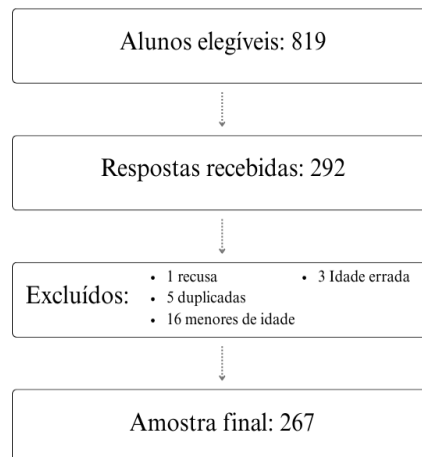 Alunos elegíveis: 819
Respostas recebidas: 292
Excluídos:
• 1 recusa
• 5 duplicadas
• 16 menores de idade
• 3 Idade errada
Amostra final: 267